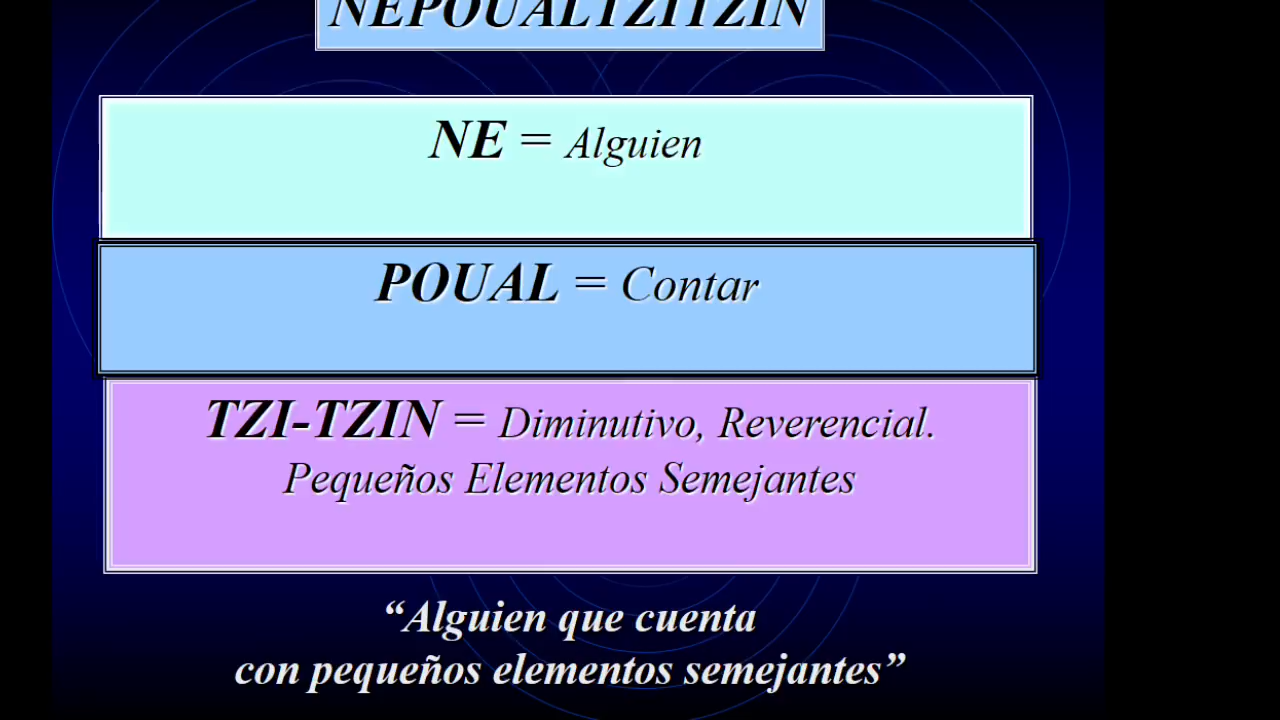 NEPOUALTZITZIN
NE = Alguien
POUAL = Contar
TZI-TZIN = Diminutivo, Reverencial.
Pequeños Elementos Semejantes
“Alguien que cuenta
con pequeños elementos semejantes”